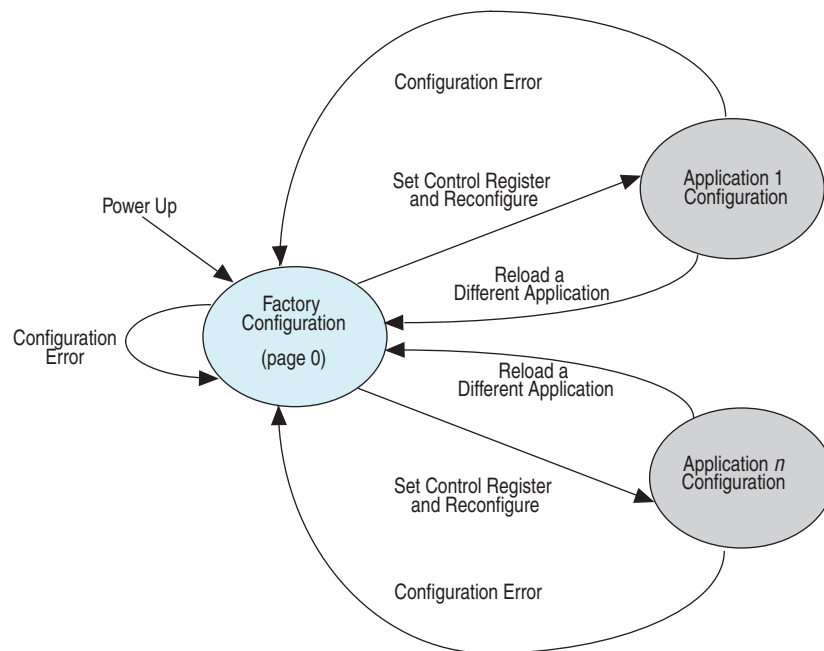 Configuration Error
Application 1
Configuration
Set Control Register
and Reconfigure
Power Up
Reload a
Different Application
Factory
Configuration
(page 0)
Configuration
Error
Reload a
Different Application
Application n
Configuration
Set Control Register
and Reconfigure
Configuration Error